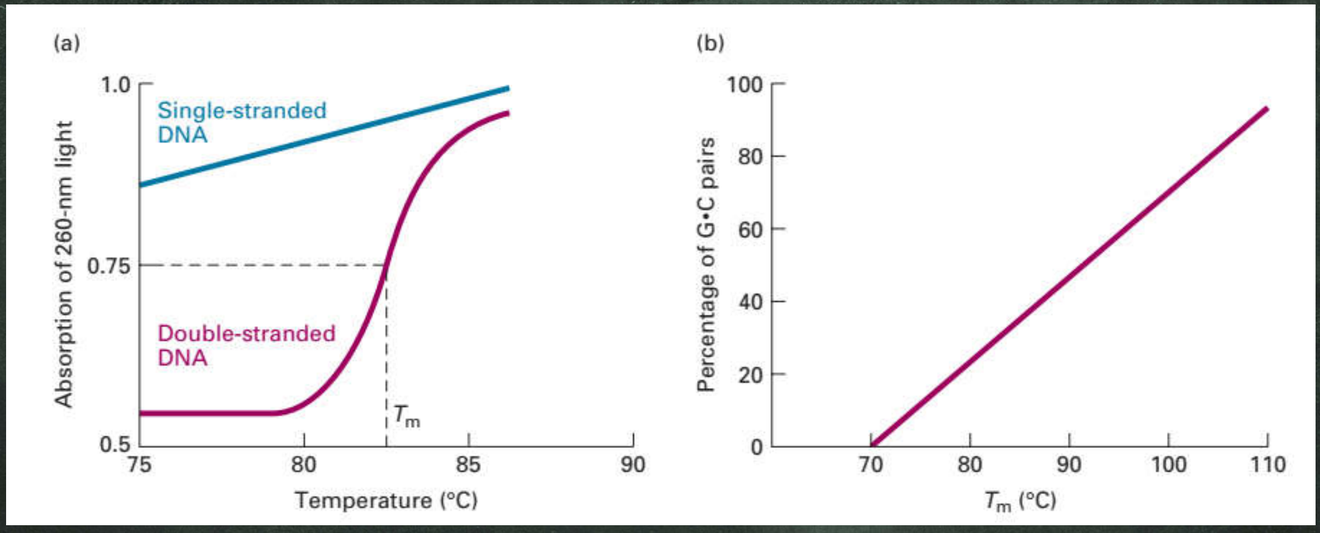 (a)
Absorption of 260-nm light
1.0
0.75
0.5
Single-stranded
DNA
Double-stranded
DNA
Tm
75 80 85 90
Temperature (°C)
(b)
Percentage of G•C pairs
100
80
60
40
20
0
70 80 90 100 110
Tm (°C)